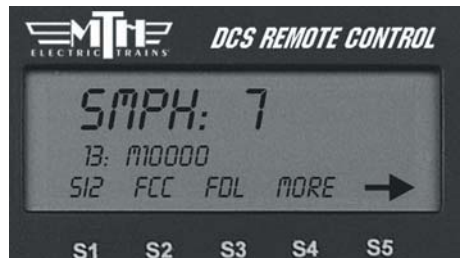 MTH DCS REMOTE CONTROL
ELECTRIC TRAINS
SMPH: 7
13: M10000
SI2 FCC FDL MORE
S1 S2 S3 S4 S5